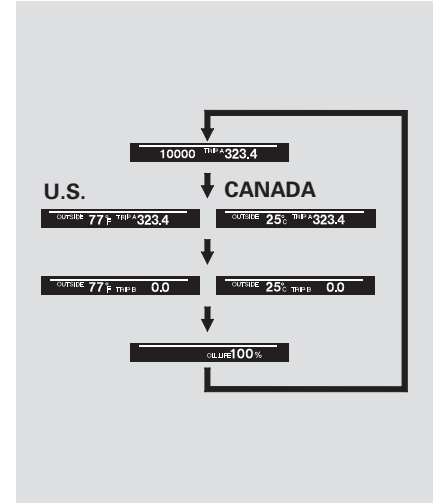 10000 TRIP A 323.4
U.S. CANADA
OUTSIDE 77°F TRIP A 323.4 OUTSIDE 25°C TRIP A 323.4
OUTSIDE 77°F TRIP B 0.0 OUTSIDE 25°C TRIP B 0.0
OIL LIFE 100%